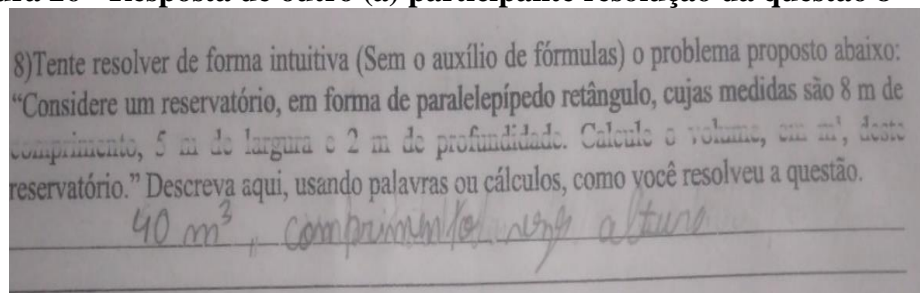 8)Tente resolver de forma intuitiva (Sem o auxílio de fórmulas) o problema proposto abaixo:
“Considere um reservatório, em forma de paralelepípedo retângulo, cujas medidas são 8 m de
comprimento, 5 m de largura e 2 m de profundidade. Calcule o volume, em m³, deste
reservatório.” Descreva aqui, usando palavras ou cálculos, como você resolveu a questão.
40 m³, comprimento altura